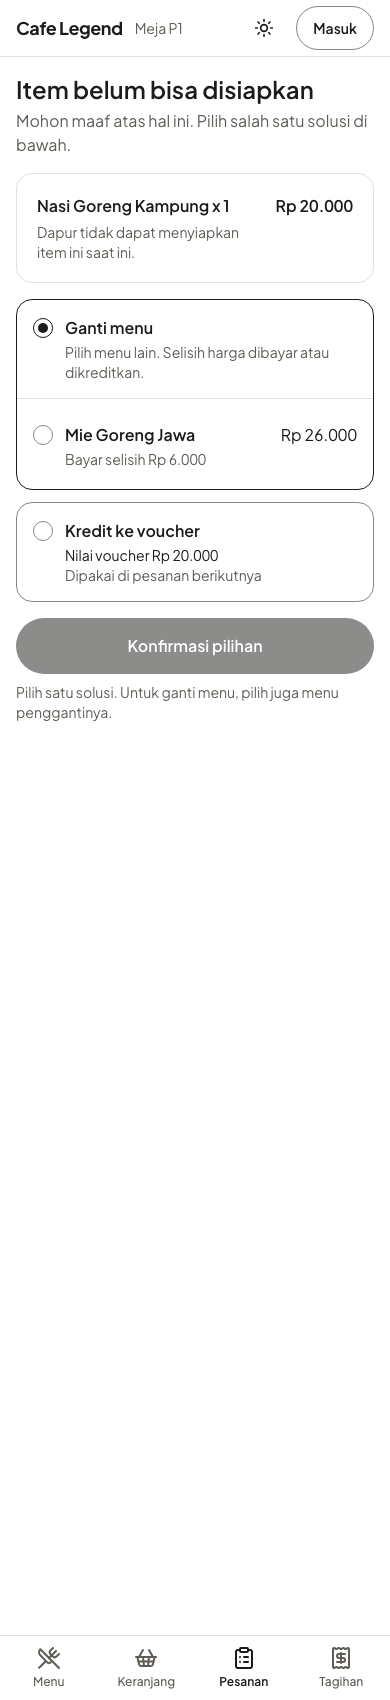 Cafe Legend Meja P1 Masuk
Item belum bisa disiapkan
Mohon maaf atas hal ini. Pilih salah satu solusi di
bawah.
Nasi Goreng Kampung x 1 Rp 20.000
Dapur tidak dapat menyiapkan
item ini saat ini.
Ganti menu
Pilih menu lain. Selisih harga dibayar atau
dikreditkan.
Mie Goreng Jawa Rp 26.000
Bayar selisih Rp 6.000
Kredit ke voucher
Nilai voucher Rp 20.000
Dipakai di pesanan berikutnya
Konfirmasi pilihan
Pilih satu solusi. Untuk ganti menu, pilih juga menu
penggantinya.
Menu Keranjang Pesanan Tagihan